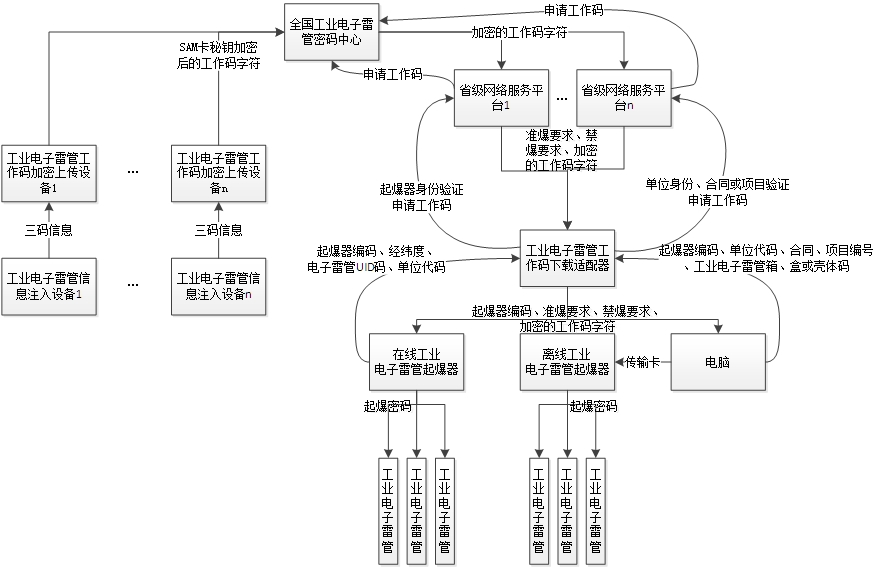 申请工作码
全国工业电子雷
管密码中心
加密的工作码字符
SAM卡秘钥加密
后的工作码字符
申请工作码
省级网络服务平
台1
...
省级网络服务平
台n
准爆要求、禁
爆要求、加密
的工作码字符
工业电子雷管工
作码加密上传设
备1
...
工业电子雷管工
作码加密上传设
备n
起爆器身份验证
申请工作码
单位身份、合同或项目验证
申请工作码
三码信息
三码信息
工业电子雷管信
息注入设备1
...
工业电子雷管信
息注入设备n
起爆器编码、经纬度、
电子雷管UID码、单位代码
工业电子雷管工
作码下载适配器
起爆器编码、单位代码、合同、项目编号
、工业电子雷管箱、盒或壳体码
起爆器编码、准爆要求、禁爆要求、
加密的工作码字符
在线工业
电子雷管起爆器
离线工业
电子雷管起爆器
传输卡
电脑
起爆密码
起爆密码
工业电子雷管
工业电子雷管
工业电子雷管
工业电子雷管
工业电子雷管
工业电子雷管